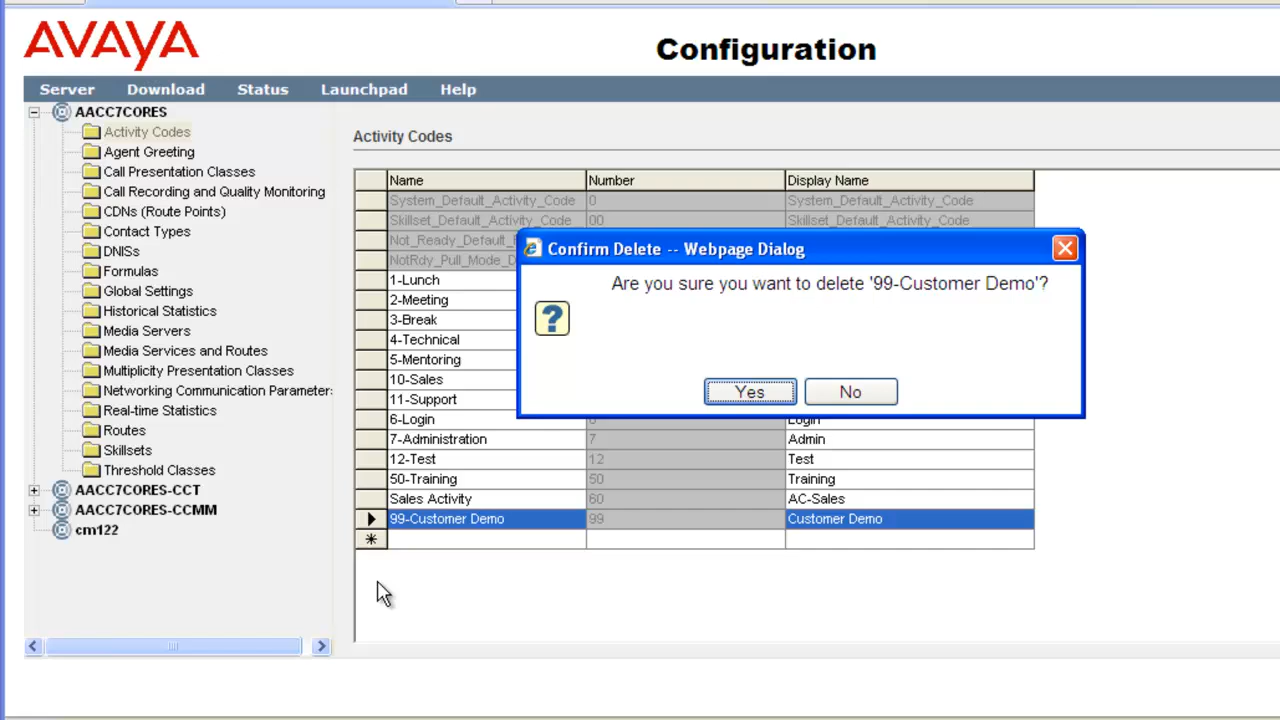 AVAYA
Configuration
Server Download Status Launchpad Help
AACC7CORES
Activity Codes
Agent Greeting
Call Presentation Classes
Call Recording and Quality Monitoring
CDNs (Route Points)
Contact Types
DNISs
Formulas
Global Settings
Historical Statistics
Media Servers
Media Services and Routes
Multiplicity Presentation Classes
Networking Communication Parameter
Real-time Statistics
Routes
Skillsets
Threshold Classes
AACC7CORES-CCT
AACC7CORES-CCMM
cm122
Activity Codes
Name Number Display Name
System_Default_Activity_Code 0 System_Default_Activity_Code
Skillset_Default_Activity_Code 00 Skillset_Default_Activity_Code
Not_Ready_Default_
NotRdy_Pull_Mode_D
1-Lunch
2-Meeting
3-Break
4-Technical
5-Mentoring
10-Sales
11-Support
6-Login Login
7-Administration 7 Admin
12-Test 12 Test
50-Training 50 Training
Sales Activity 60 AC-Sales
99-Customer Demo 99 Customer Demo
Confirm Delete -- Webpage Dialog
Are you sure you want to delete '99-Customer Demo'?
Yes No